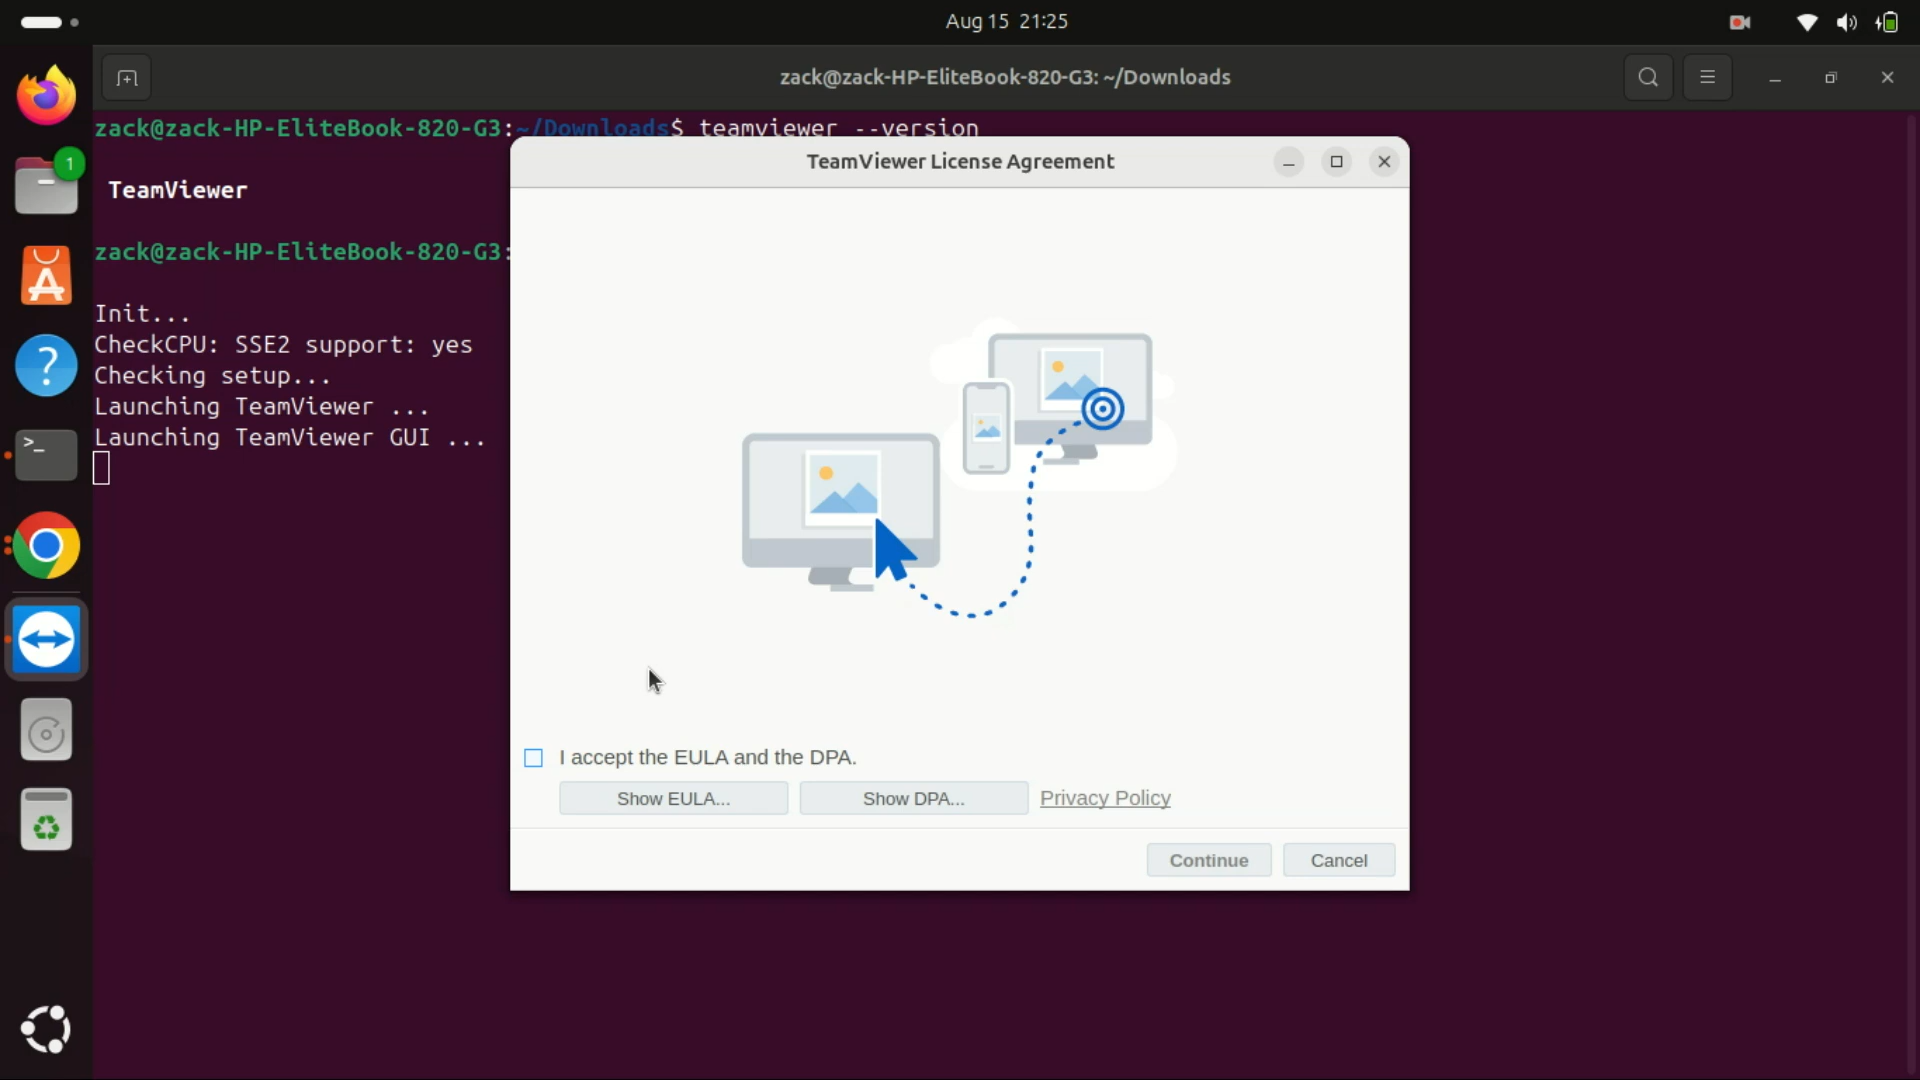 Aug 15 21:25
zack@zack-HP-EliteBook-820-G3: ~/Downloads
zack@zack-HP-EliteBook-820-G3:~/Downloads$ teamviewer --version
TeamViewer
zack@zack-HP-EliteBook-820-G3:
Init...
CheckCPU: SSE2 support: yes
Checking setup...
Launching TeamViewer ...
Launching TeamViewer GUI ...
TeamViewer License Agreement
I accept the EULA and the DPA.
Show EULA... Show DPA... Privacy Policy
Continue Cancel
1